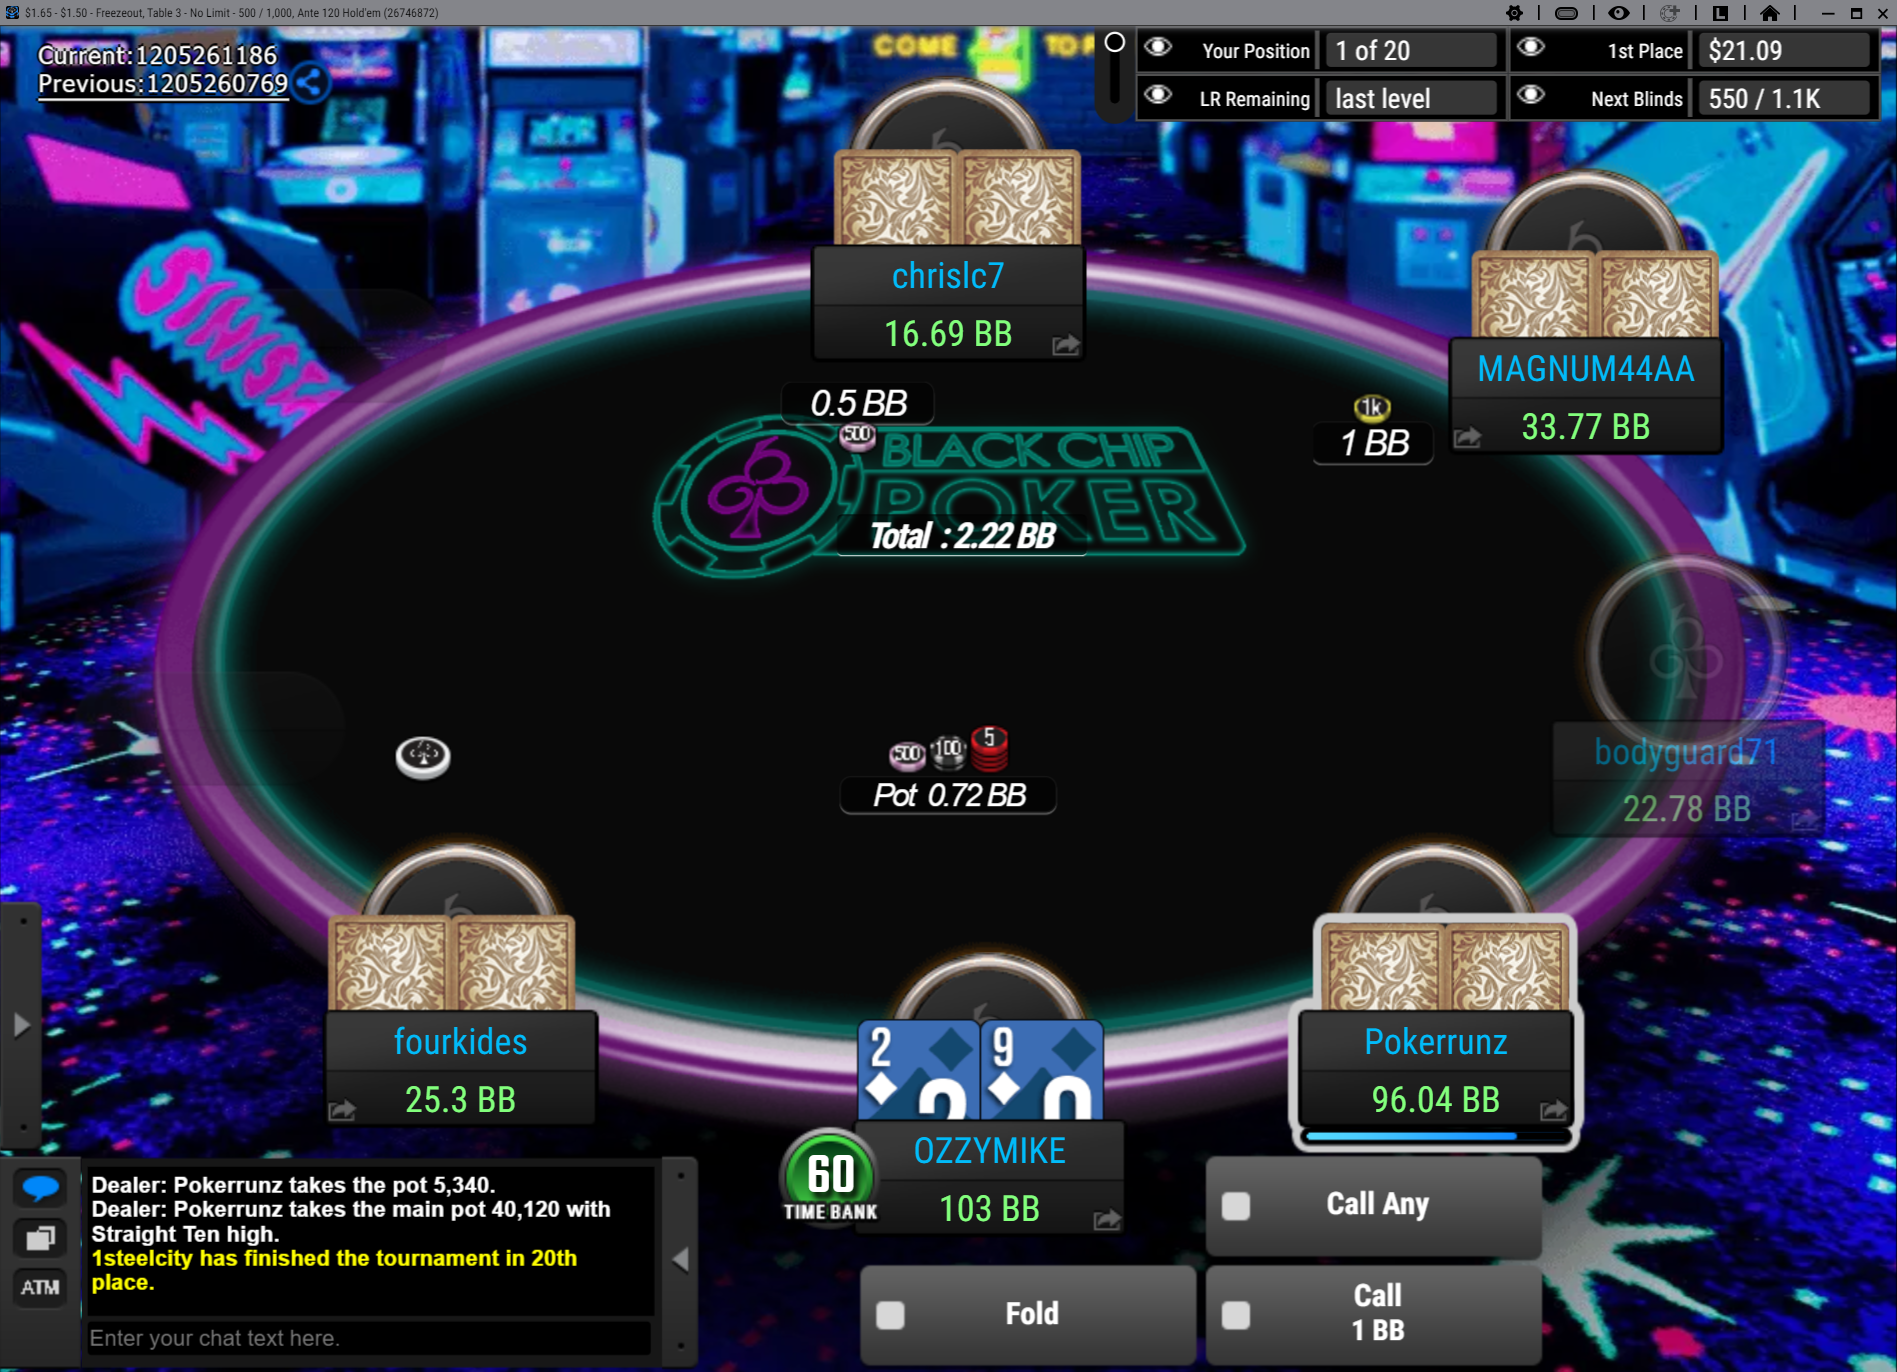 $1.65 - $1.50 - Freezeout, Table 3 - No Limit - 500 / 1,000, Ante 120 Hold'em (26746872)
Current:1205261186
Previous:1205260769
COME
TO P
Your Position
1 of 20
1st Place
$21.09
LR Remaining
last level
Next Blinds
550 / 1.1K
chrislc7
16.69 BB
MAGNUM44AA
33.77 BB
0.5 BB
500
1k
1 BB
BLACK CHIP
POKER
Total : 2.22 BB
bodyguard71
22.78 BB
500
100
5
Pot 0.72 BB
fourkides
25.3 BB
2
9
OZZYMIKE
103 BB
60
TIME BANK
Pokerrunz
96.04 BB
Dealer: Pokerrunz takes the pot 5,340.
Dealer: Pokerrunz takes the main pot 40,120 with
Straight Ten high.
1steelcity has finished the tournament in 20th
place.
ATM
Enter your chat text here.
Call Any
Fold
Call
1 BB